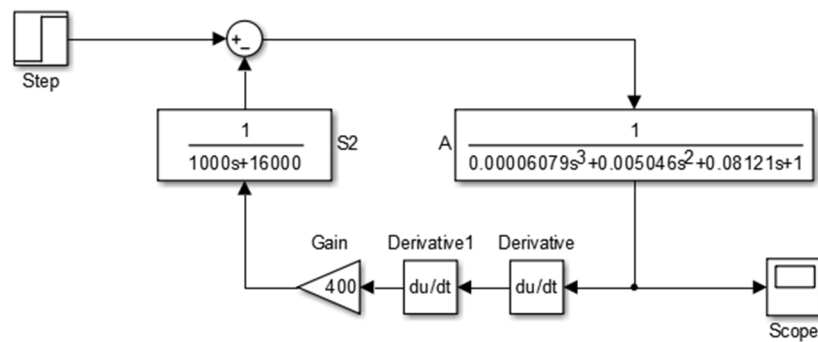 +
−
Step
1
1000s+16000
S2
A
1
0.00006079s³+0.005046s²+0.08121s+1
Gain
Derivative1
Derivative
400
du/dt
du/dt
Scope